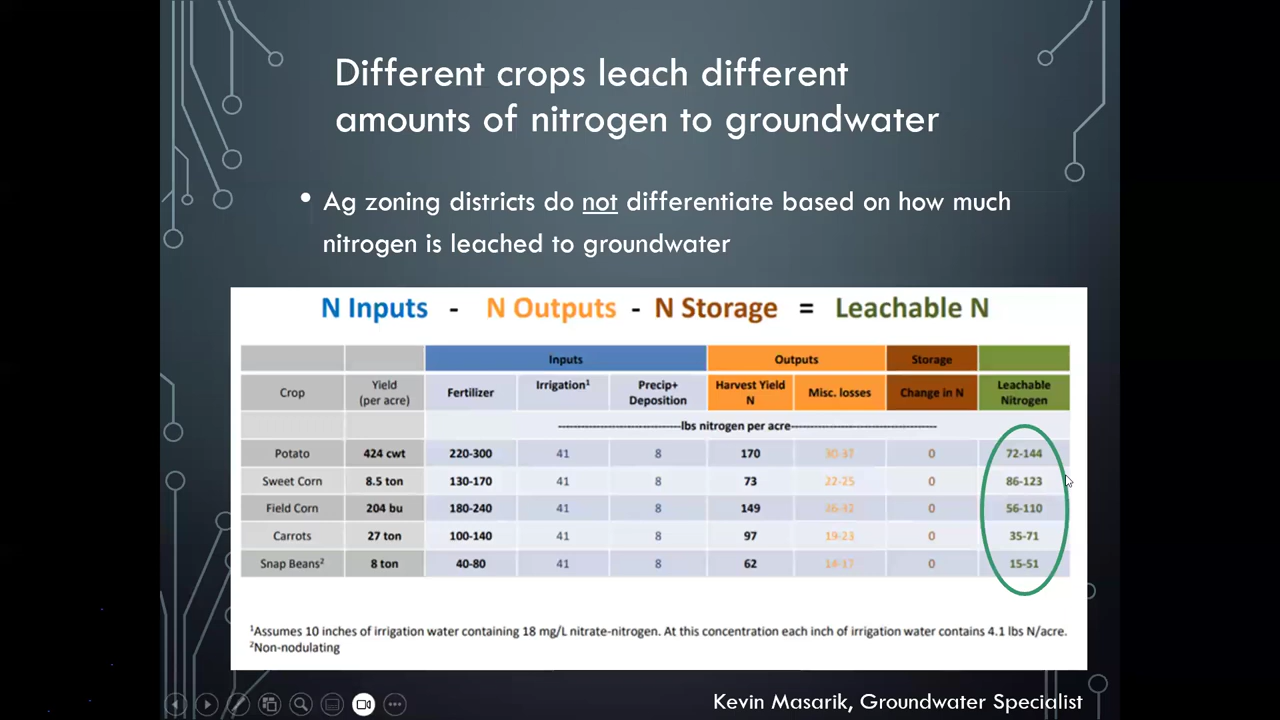 Different crops leach different
amounts of nitrogen to groundwater
• Ag zoning districts do not differentiate based on how much
nitrogen is leached to groundwater
N Inputs - N Outputs - N Storage = Leachable N
Inputs Outputs Storage
Crop Yield (per acre) Fertilizer Irrigation¹ Precip+ Deposition Harvest Yield N Misc. losses Change in N Leachable Nitrogen
lbs nitrogen per acre
Potato 424 cwt 220-300 41 8 170 30-37 0 72-144
Sweet Corn 8.5 ton 130-170 41 8 73 22-25 0 86-123
Field Corn 204 bu 180-240 41 8 149 0 56-110
Carrots 27 ton 100-140 41 8 97 19-23 0 35-71
Snap Beans² 8 ton 40-80 41 8 62 14-17 0 15-51
¹Assumes 10 inches of irrigation water containing 18 mg/L nitrate-nitrogen. At this concentration each inch of irrigation water contains 4.1 lbs N/acre.
²Non-nodulating
Kevin Masarik, Groundwater Specialist